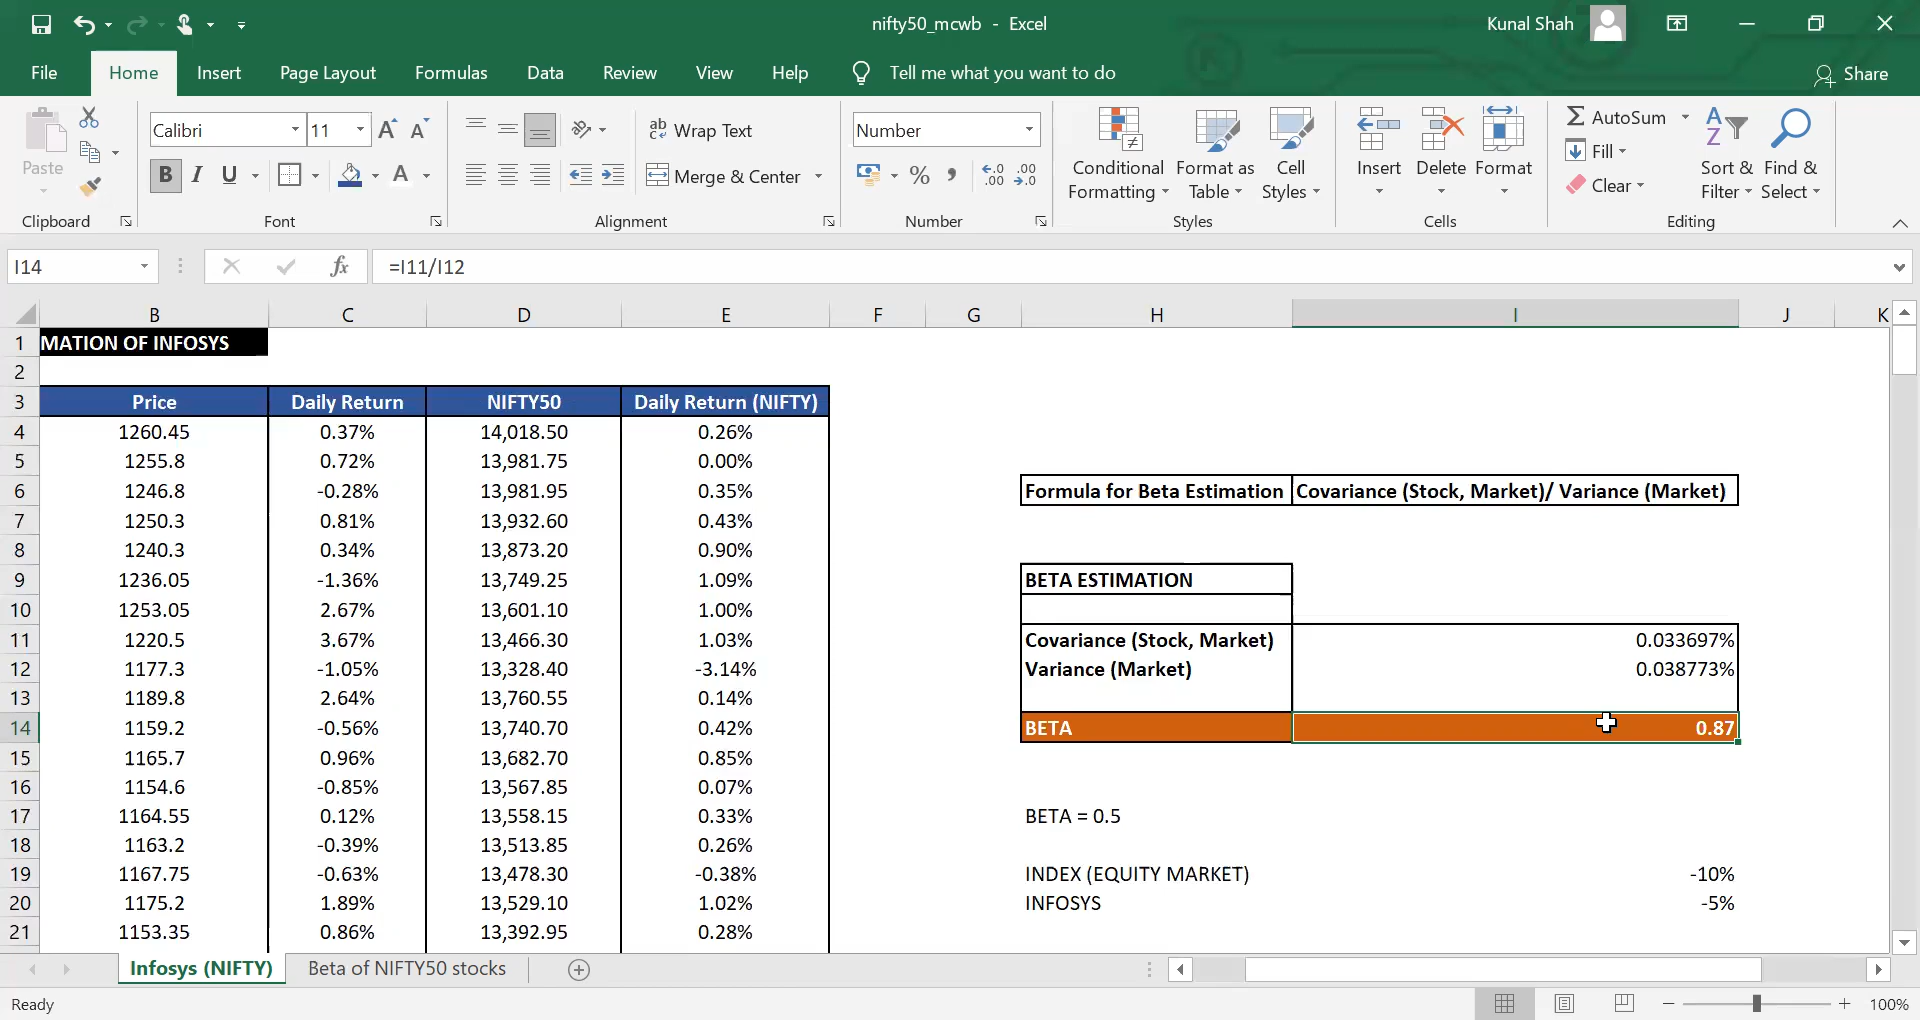 nifty50_mcwb - Excel
Kunal Shah
File Home Insert Page Layout Formulas Data Review View Help Tell me what you want to do Share
Paste
Clipboard
Calibri 11
B I U A
Font
Wrap Text
Merge & Center
Alignment
Number
% ,
Number
Conditional Formatting
Format as Table
Cell Styles
Styles
Insert
Delete
Format
Cells
AutoSum
Fill
Clear
Sort & Filter
Find & Select
Editing
I14 fx =I11/I12
B C D E F G H I J K
1 MATION OF INFOSYS
2
3 Price Daily Return NIFTY50 Daily Return (NIFTY)
4 1260.45 0.37% 14,018.50 0.26%
5 1255.8 0.72% 13,981.75 0.00%
6 1246.8 -0.28% 13,981.95 0.35% Formula for Beta Estimation Covariance (Stock, Market)/ Variance (Market)
7 1250.3 0.81% 13,932.60 0.43%
8 1240.3 0.34% 13,873.20 0.90%
9 1236.05 -1.36% 13,749.25 1.09% BETA ESTIMATION
10 1253.05 2.67% 13,601.10 1.00%
11 1220.5 3.67% 13,466.30 1.03% Covariance (Stock, Market) 0.033697%
12 1177.3 -1.05% 13,328.40 -3.14% Variance (Market) 0.038773%
13 1189.8 2.64% 13,760.55 0.14%
14 1159.2 -0.56% 13,740.70 0.42% BETA 0.87
15 1165.7 0.96% 13,682.70 0.85%
16 1154.6 -0.85% 13,567.85 0.07%
17 1164.55 0.12% 13,558.15 0.33% BETA = 0.5
18 1163.2 -0.39% 13,513.85 0.26%
19 1167.75 -0.63% 13,478.30 -0.38% INDEX (EQUITY MARKET) -10%
20 1175.2 1.89% 13,529.10 1.02% INFOSYS -5%
21 1153.35 0.86% 13,392.95 0.28%
Infosys (NIFTY) Beta of NIFTY50 stocks
Ready 100%